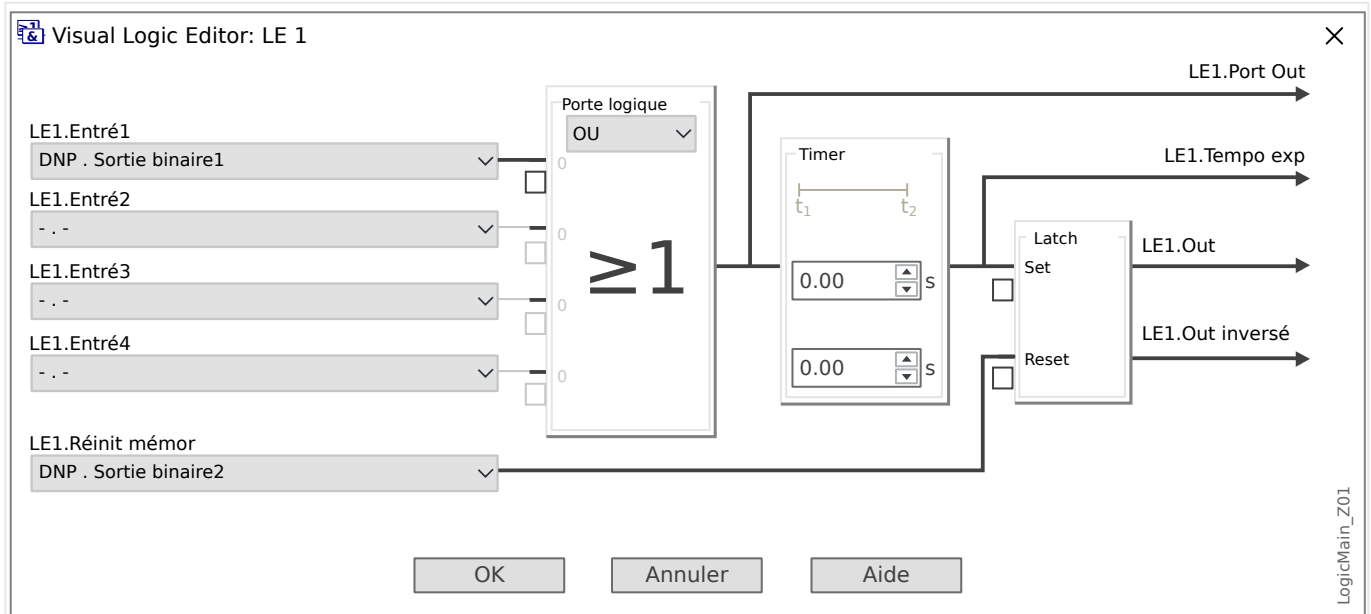 Visual Logic Editor: LE 1
LE1.Port Out
Porte logique
LE1.Entré1
OU
DNP . Sortie binaire1
0
Timer
LE1.Tempo exp
LE1.Entré2
t1
t2
- . -
0
≥1
Latch
LE1.Out
LE1.Entré3
Set
0.00
s
- . -
0
LE1.Out inversé
LE1.Entré4
Reset
0.00
s
- . -
0
LE1.Réinit mémor
DNP . Sortie binaire2
OK
Annuler
Aide
LogicMain_Z01
≥1
&